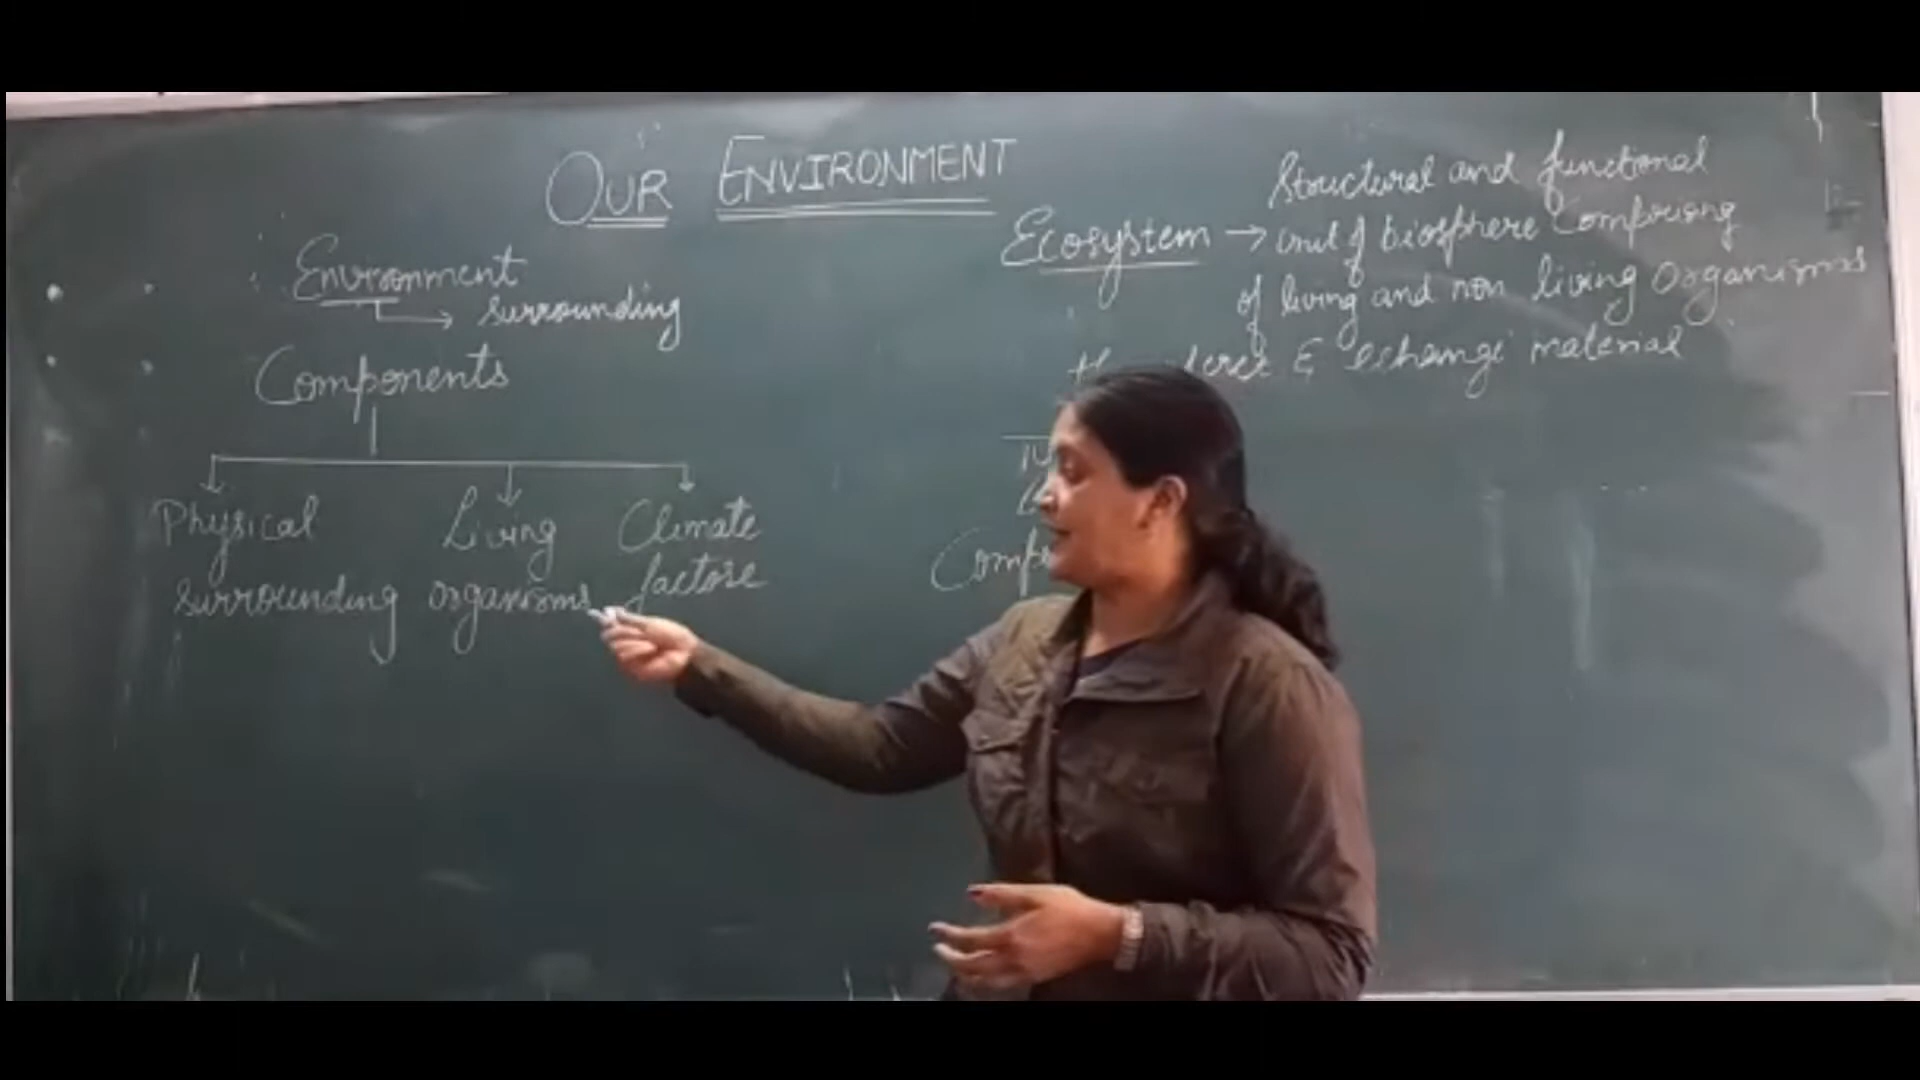 OUR ENVIRONMENT
Environment
surrounding
Components
Physical Living Climate
surrounding organisms factors
Ecosystem → Structural and functional
unit of biosphere Comprising
of living and non living organisms
& exchange material